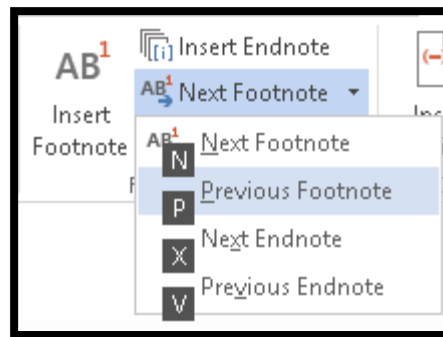 AB1
Insert
Footnote
[i] Insert Endnote
AB1 Next Footnote
AB1 Next Footnote
N
Previous Footnote
P
Next Endnote
X
Previous Endnote
V
(-)